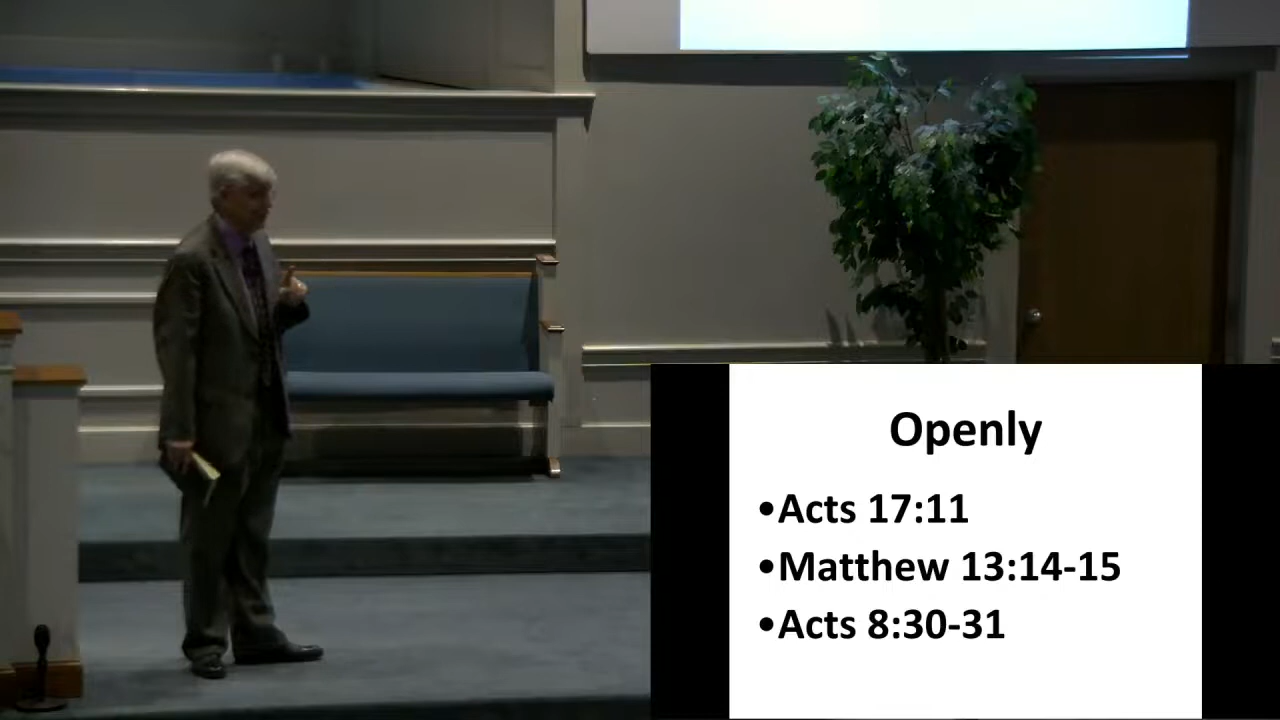 Openly
•Acts 17:11
•Matthew 13:14-15
•Acts 8:30-31